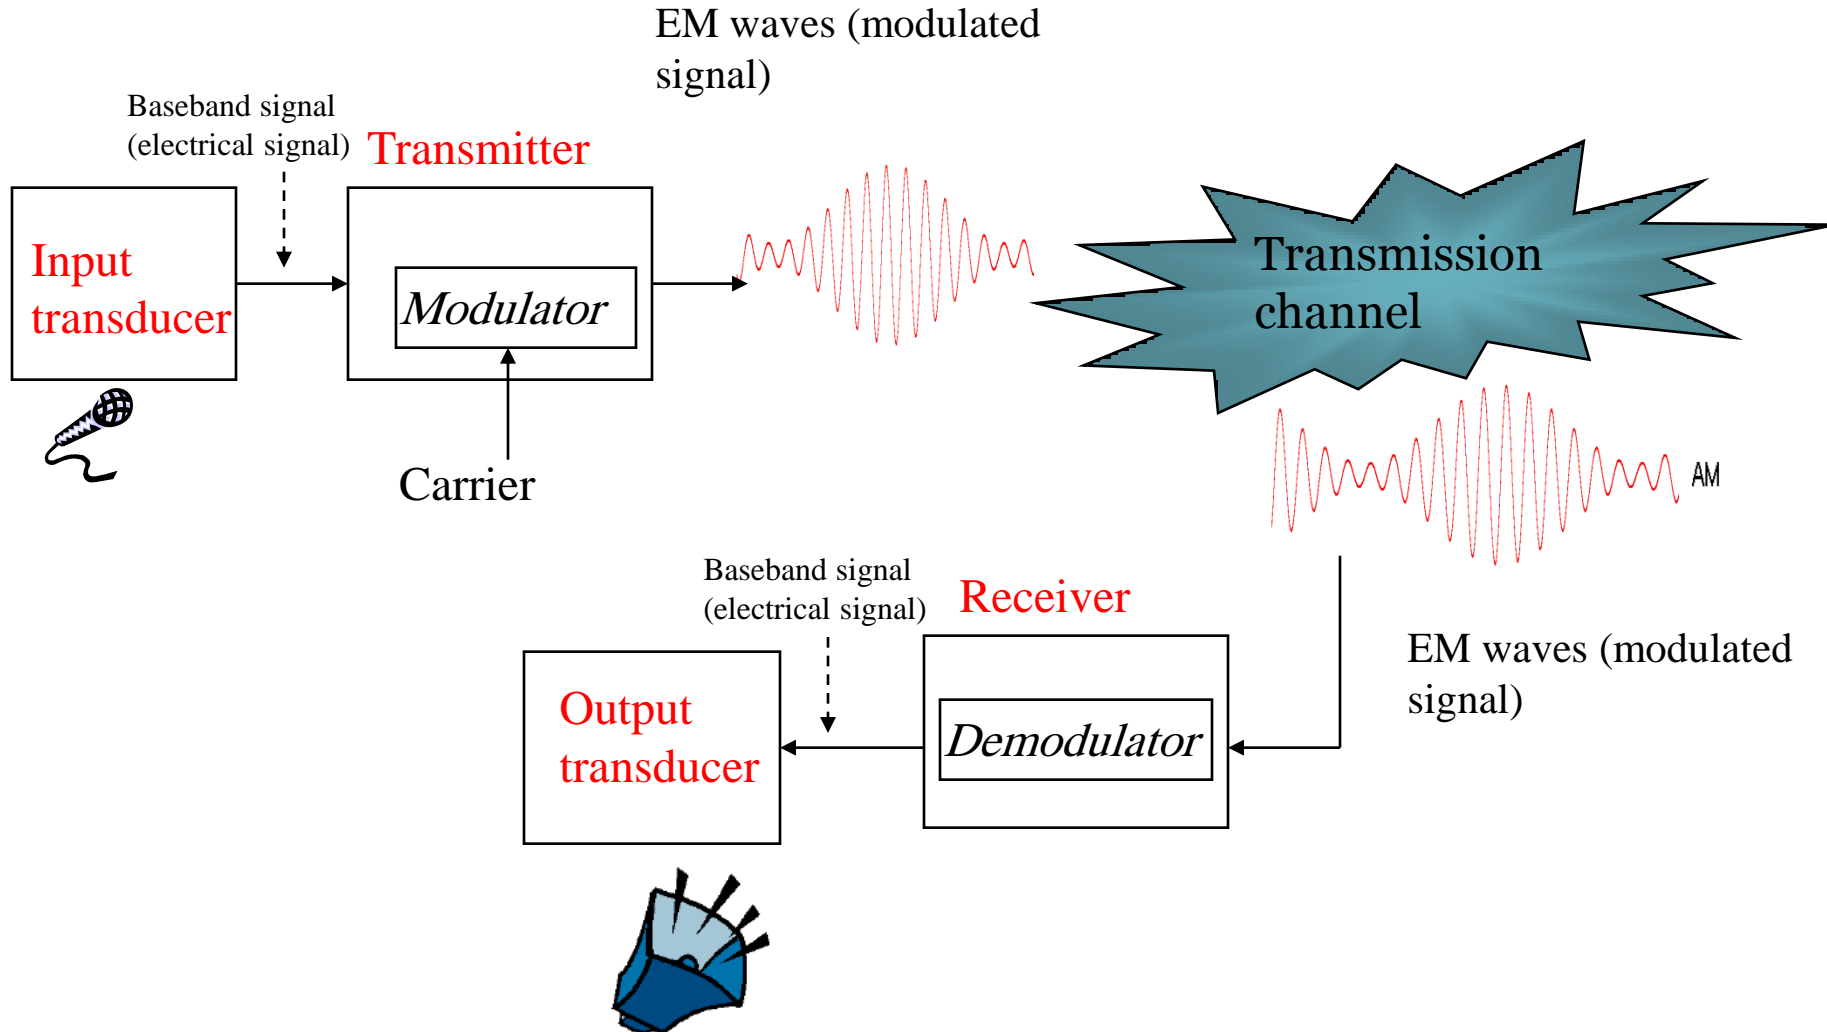 EM waves (modulated
signal)
Baseband signal
(electrical signal)
Transmitter
Input
transducer
Modulator
Carrier
Transmission
channel
AM
Baseband signal
(electrical signal)
Receiver
EM waves (modulated
signal)
Output
transducer
Demodulator